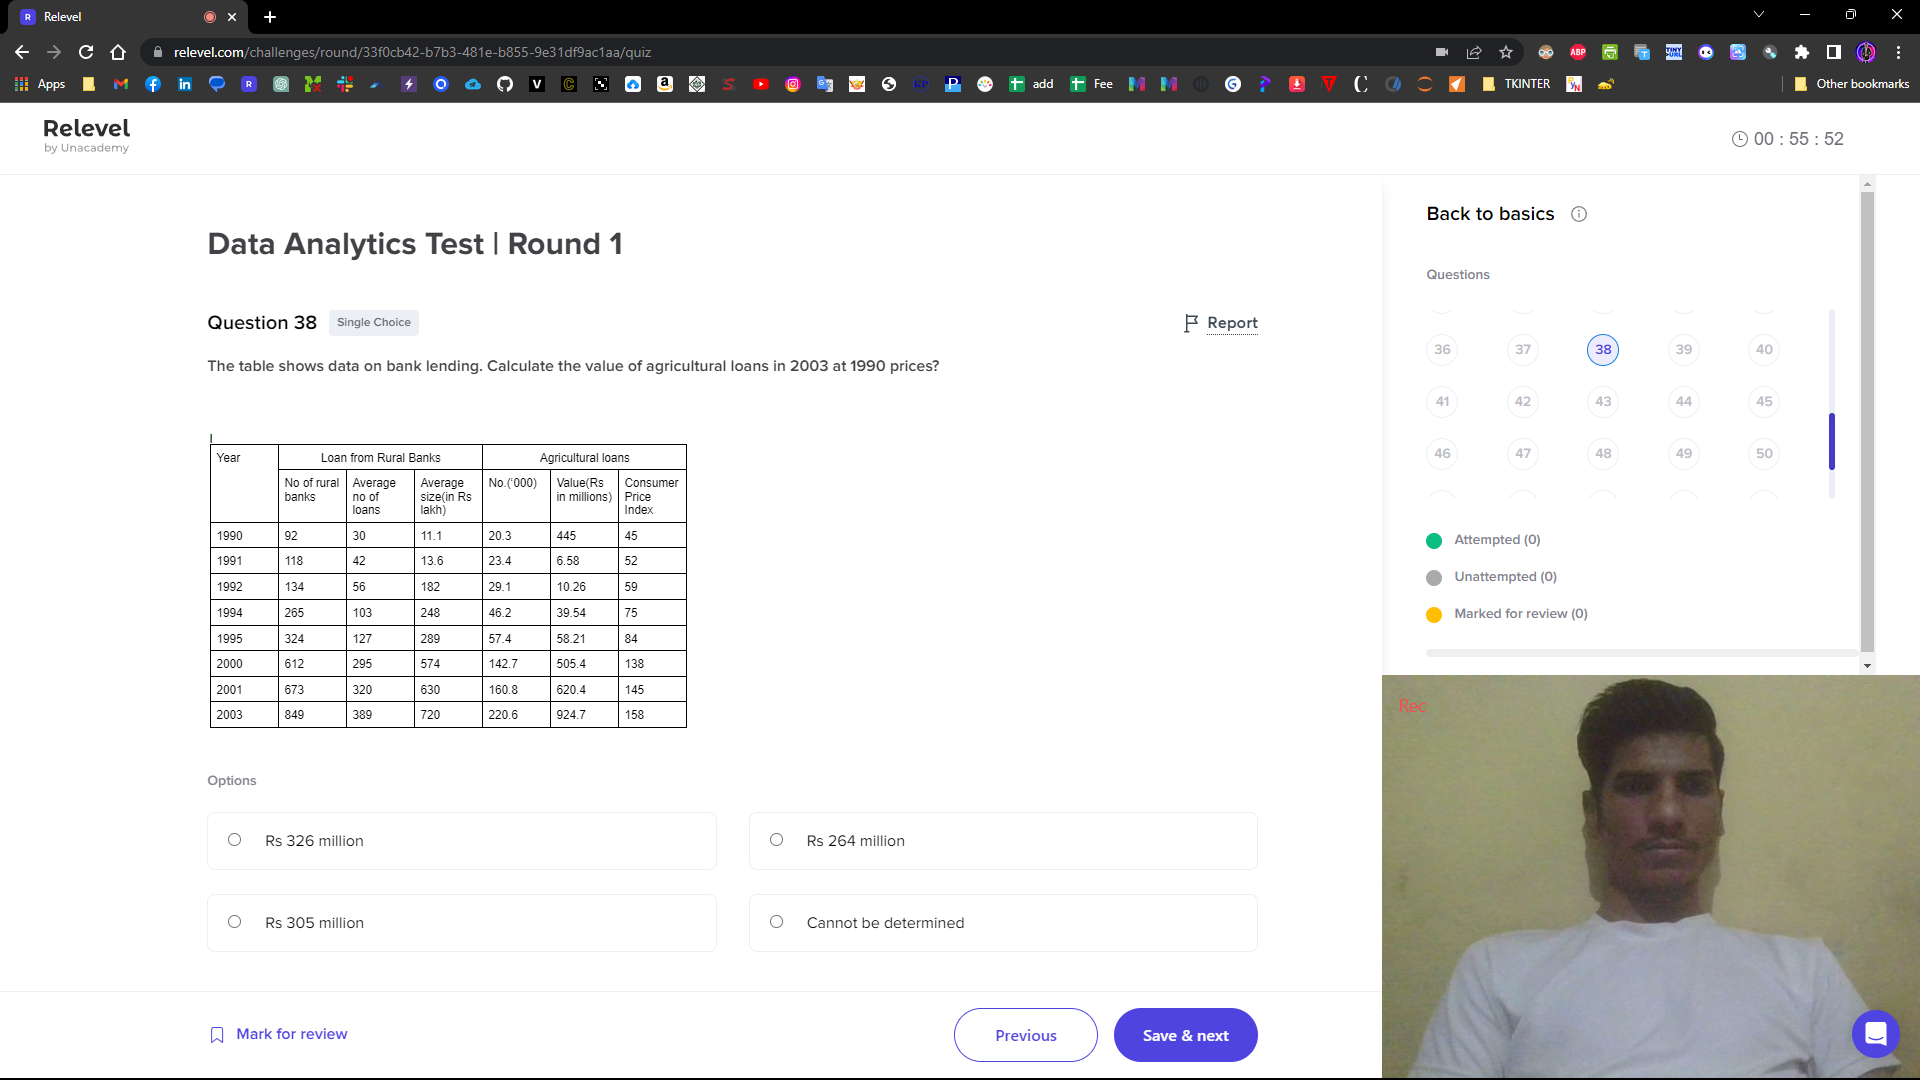 Relevel
relevel.com/challenges/round/33f0cb42-b7b3-481e-b855-9e31df9ac1aa/quiz
Apps
add
Fee
TKINTER
Other bookmarks
Relevel
by Unacademy
00 : 55 : 52
Data Analytics Test | Round 1
Question 38 Single Choice
Report
The table shows data on bank lending. Calculate the value of agricultural loans in 2003 at 1990 prices?
Year Loan from Rural Banks Agricultural loans
No of rural banks Average no of loans Average size(in Rs lakh) No.('000) Value(Rs in millions) Consumer Price Index
1990 92 30 11.1 20.3 445 45
1991 118 42 13.6 23.4 6.58 52
1992 134 56 182 29.1 10.26 59
1994 265 103 248 46.2 39.54 75
1995 324 127 289 57.4 58.21 84
2000 612 295 574 142.7 505.4 138
2001 673 320 630 160.8 620.4 145
2003 849 389 720 220.6 924.7 158
Options
Rs 326 million
Rs 264 million
Rs 305 million
Cannot be determined
Mark for review
Previous
Save & next
Back to basics
Questions
36 37 38 39 40
41 42 43 44 45
46 47 48 49 50
Attempted (0)
Unattempted (0)
Marked for review (0)
Rec